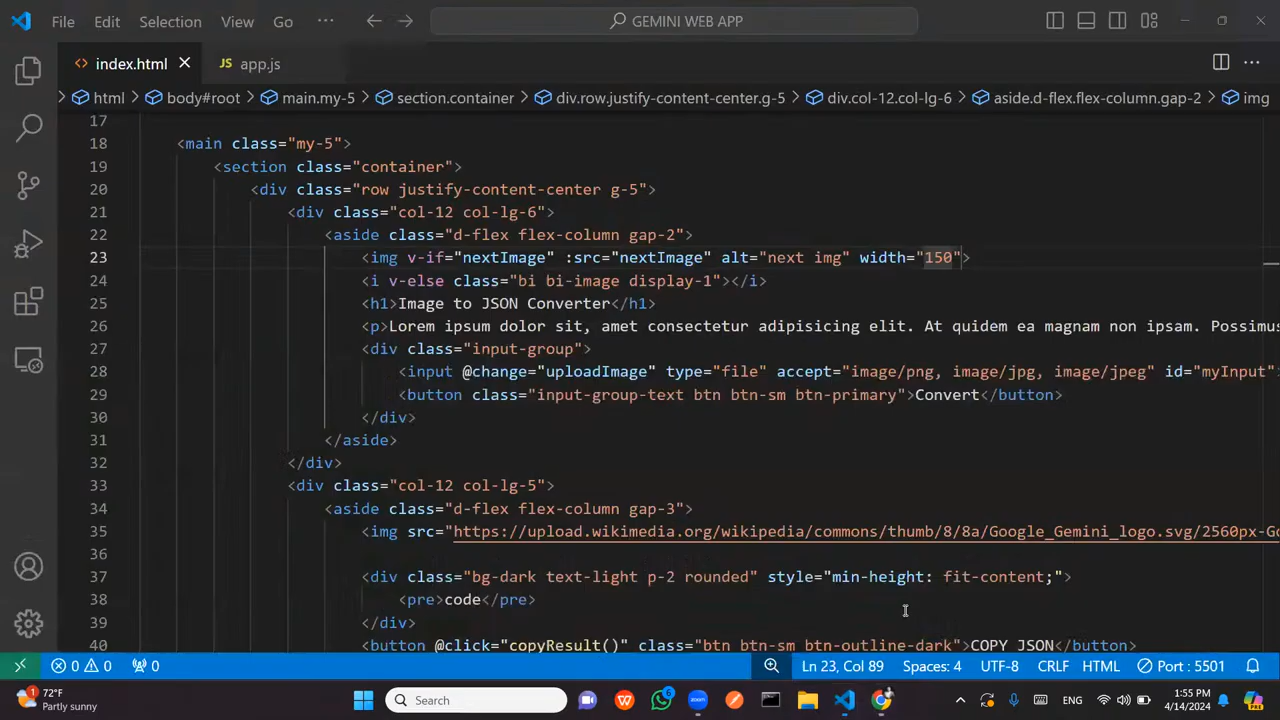 File Edit Selection View Go ··· GEMINI WEB APP
index.html JS app.js
html body#root main.my-5 section.container div.row.justify-content-center.g-5 div.col-12.col-lg-6 aside.d-flex.flex-column.gap-2 img
17
18 <main class="my-5">
19 <section class="container">
20 <div class="row justify-content-center g-5">
21 <div class="col-12 col-lg-6">
22 <aside class="d-flex flex-column gap-2">
23 <img v-if="nextImage" :src="nextImage" alt="next img" width="150">
24 <i v-else class="bi bi-image display-1"></i>
25 <h1>Image to JSON Converter</h1>
26 <p>Lorem ipsum dolor sit, amet consectetur adipisicing elit. At quidem ea magnam non ipsam. Possimus
27 <div class="input-group">
28 <input @change="uploadImage" type="file" accept="image/png, image/jpg, image/jpeg" id="myInput"
29 <button class="input-group-text btn btn-sm btn-primary">Convert</button>
30 </div>
31 </aside>
32 </div>
33 <div class="col-12 col-lg-5">
34 <aside class="d-flex flex-column gap-3">
35 <img src="https://upload.wikimedia.org/wikipedia/commons/thumb/8/8a/Google_Gemini_logo.svg/2560px-Go
36
37 <div class="bg-dark text-light p-2 rounded" style="min-height: fit-content;">
38 <pre>code</pre>
39 </div>
40 <button @click="copyResult()" class="btn btn-sm btn-outline-dark">COPY JSON</button>
0 0 0 Ln 23, Col 89 Spaces: 4 UTF-8 CRLF HTML Port : 5501
1 72°F Search 6 ENG 1:55 PM
Partly sunny 4/14/2024